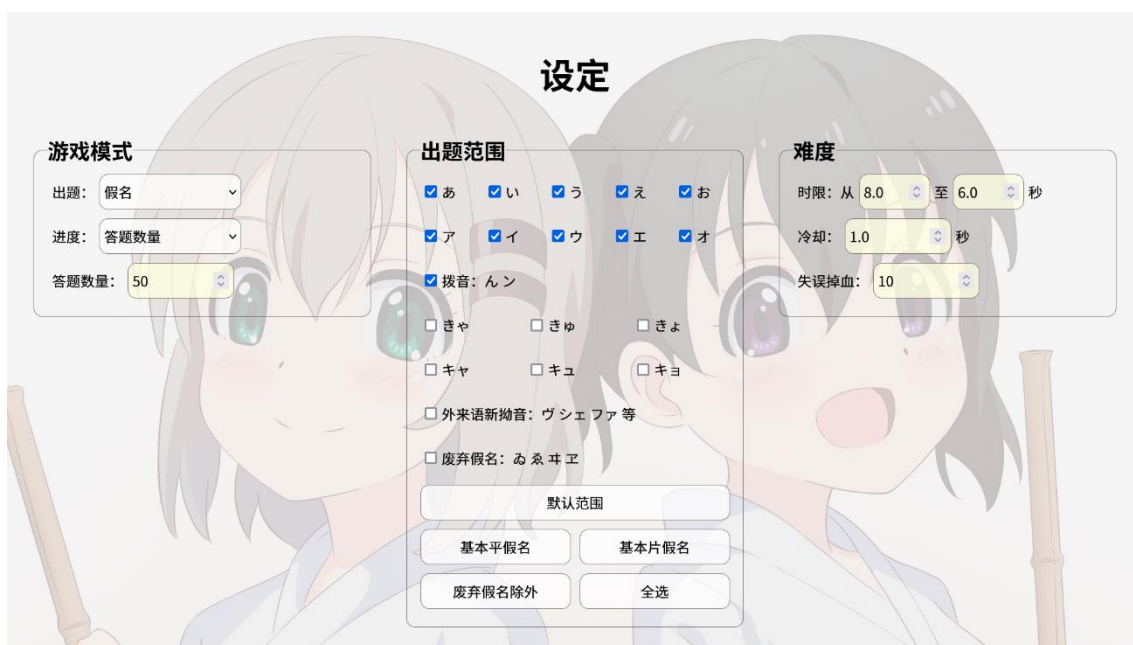 设定
游戏模式
出题： 假名
进度： 答题数量
答题数量： 50
出题范围
あ い う え お
ア イ ウ エ オ
拨音：ん ン
きゃ きゅ きょ
キャ キュ キョ
外来语新拗音：ヴ シェ ファ 等
废弃假名：ゐ ゑ ヰ ヱ
默认范围
基本平假名 基本片假名
废弃假名除外 全选
难度
时限：从 8.0 至 6.0 秒
冷却： 1.0 秒
失误掉血： 10